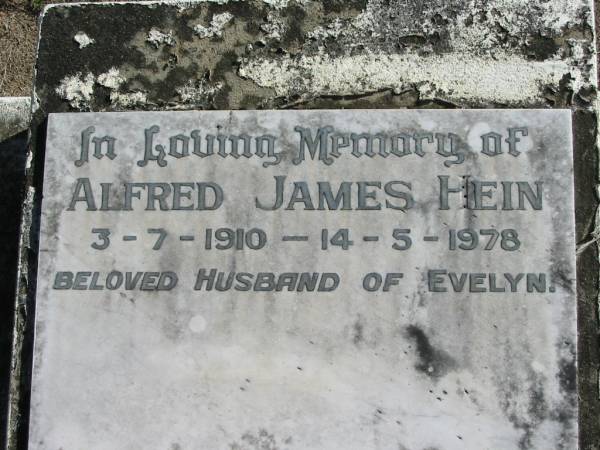 In Loving Memory of
ALFRED JAMES HEIN
3-7-1910 — 14-5-1978
BELOVED HUSBAND OF EVELYN.